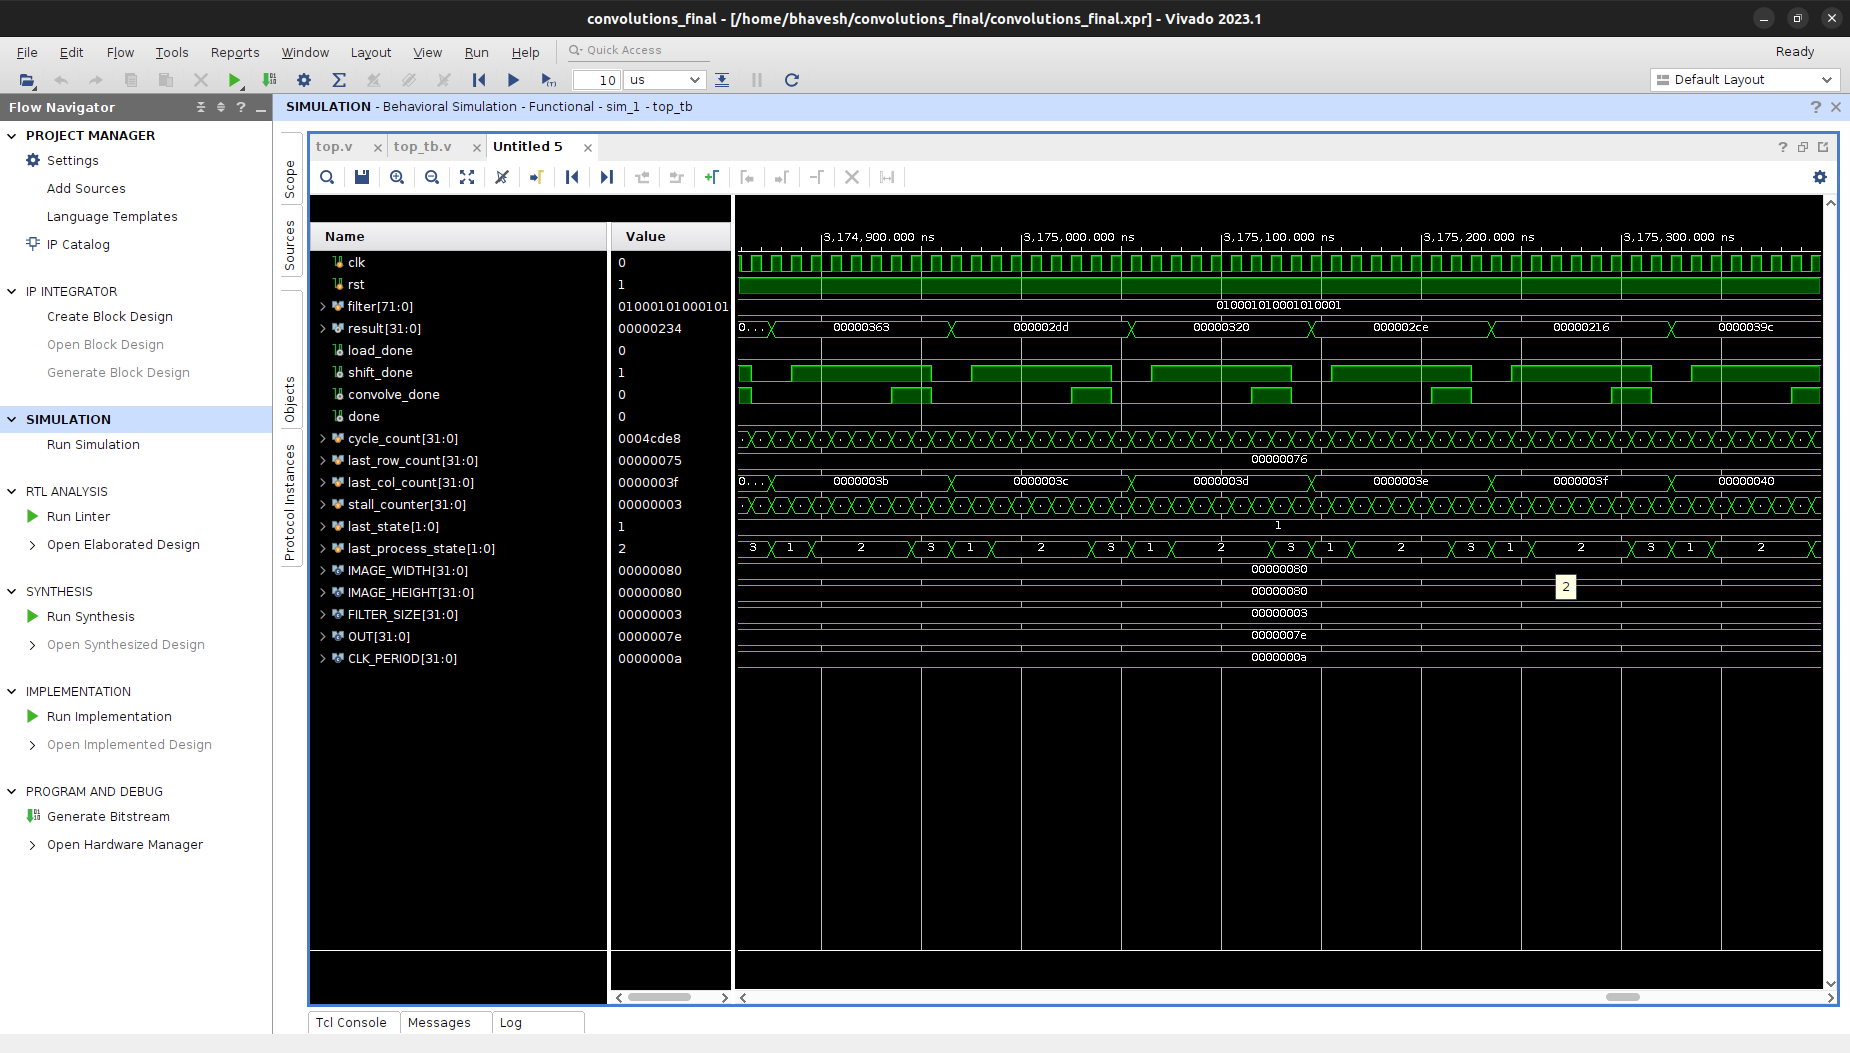 convolutions_final - [/home/bhavesh/convolutions_final/convolutions_final.xpr] - Vivado 2023.1
File Edit Flow Tools Reports Window Layout View Run Help Quick Access Ready
10 us Default Layout
Flow Navigator
SIMULATION - Behavioral Simulation - Functional - sim_1 - top_tb
PROJECT MANAGER
Settings
Add Sources
Language Templates
IP Catalog
IP INTEGRATOR
Create Block Design
Open Block Design
Generate Block Design
SIMULATION
Run Simulation
RTL ANALYSIS
Run Linter
Open Elaborated Design
SYNTHESIS
Run Synthesis
Open Synthesized Design
IMPLEMENTATION
Run Implementation
Open Implemented Design
PROGRAM AND DEBUG
Generate Bitstream
Open Hardware Manager
Scope
Sources
Objects
Protocol Instances
top.v top_tb.v Untitled 5
Name Value
3,174,900.000 ns 3,175,000.000 ns 3,175,100.000 ns 3,175,200.000 ns 3,175,300.000 ns
clk 0
rst 1
filter[71:0] 01000101000101 010001010001010001
result[31:0] 00000234 0... 00000363 000002dd 00000320 000002ce 00000216 0000039c
load_done 0
shift_done 1
convolve_done 0
done 0
cycle_count[31:0] 0004cde8
last_row_count[31:0] 00000075 00000076
last_col_count[31:0] 0000003f 0... 0000003b 0000003c 0000003d 0000003e 0000003f 00000040
stall_counter[31:0] 00000003
last_state[1:0] 1 1
last_process_state[1:0] 2 3 1 2 3 1 2 3 1 2 3 1 2 3 1 2 3 1 2
IMAGE_WIDTH[31:0] 00000080 00000080
IMAGE_HEIGHT[31:0] 00000080 00000080
2
FILTER_SIZE[31:0] 00000003 00000003
OUT[31:0] 0000007e 0000007e
CLK_PERIOD[31:0] 0000000a 0000000a
Tcl Console Messages Log